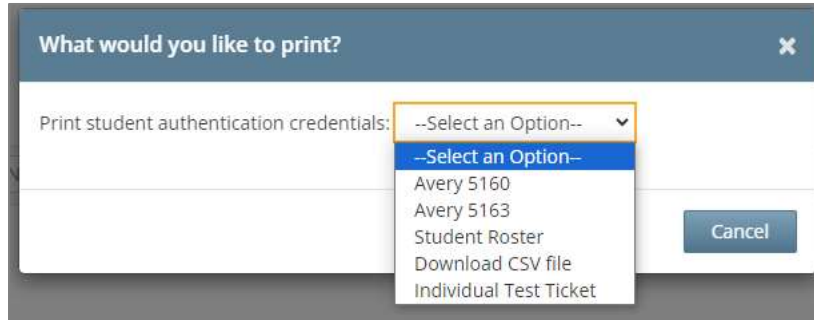 What would you like to print?
Print student authentication credentials: --Select an Option--
--Select an Option--
Avery 5160
Avery 5163
Student Roster
Cancel
Download CSV file
Individual Test Ticket